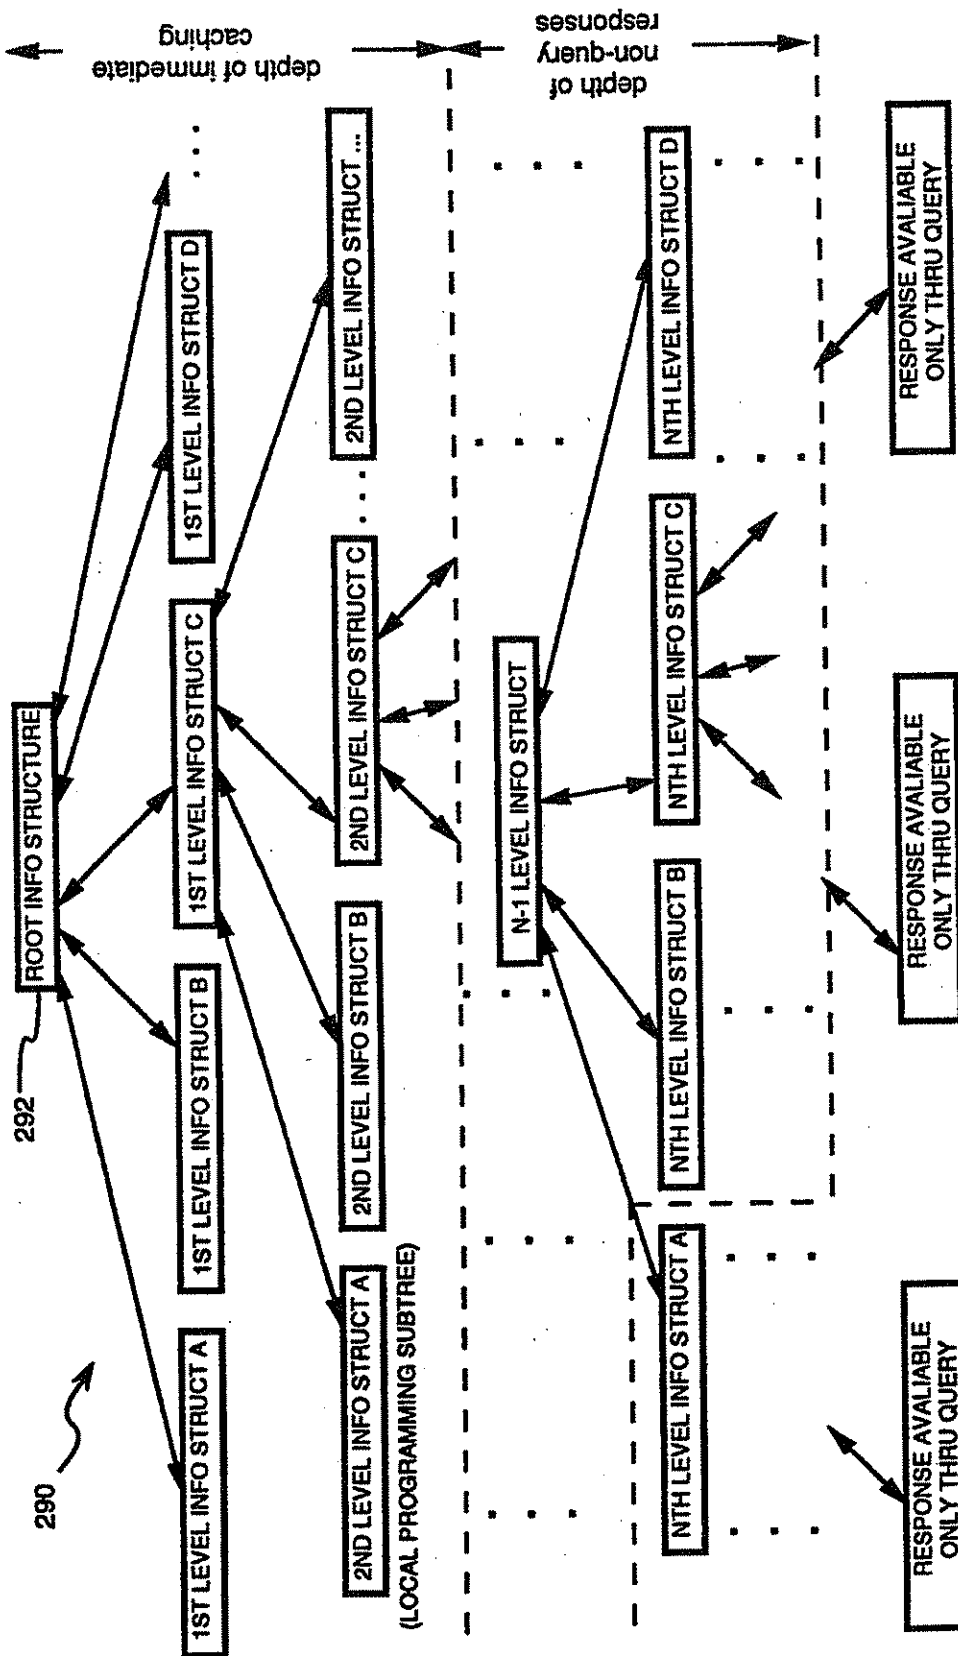 290
292
ROOT INFO STRUCTURE
1ST LEVEL INFO STRUCT A
1ST LEVEL INFO STRUCT B
1ST LEVEL INFO STRUCT C
1ST LEVEL INFO STRUCT D
. . .
depth of immediate
caching
2ND LEVEL INFO STRUCT A
(LOCAL PROGRAMMING SUBTREE)
2ND LEVEL INFO STRUCT B
2ND LEVEL INFO STRUCT C
. . .
2ND LEVEL INFO STRUCT ...
N-1 LEVEL INFO STRUCT
depth of
non-query
responses
NTH LEVEL INFO STRUCT A
NTH LEVEL INFO STRUCT B
NTH LEVEL INFO STRUCT C
NTH LEVEL INFO STRUCT D
RESPONSE AVALIABLE
ONLY THRU QUERY
RESPONSE AVALIABLE
ONLY THRU QUERY
RESPONSE AVALIABLE
ONLY THRU QUERY